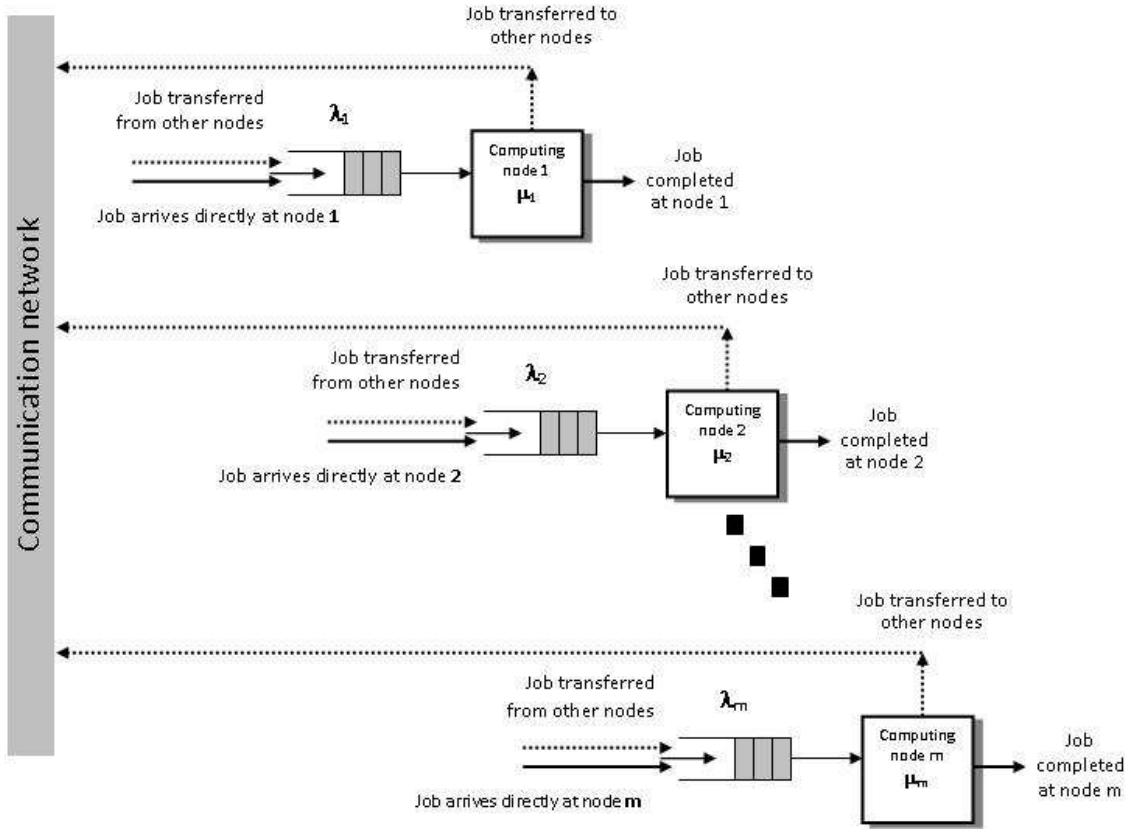 Communication network
Job transferred to
other nodes
Job transferred
from other nodes
λ1
Computing
node 1
μ1
Job
completed
at node 1
Job arrives directly at node 1
Job transferred to
other nodes
Job transferred
from other nodes
λ2
Computing
node 2
μ2
Job
completed
at node 2
Job arrives directly at node 2
Job transferred to
other nodes
Job transferred
from other nodes
λm
Computing
node m
μm
Job
completed
at node m
Job arrives directly at node m